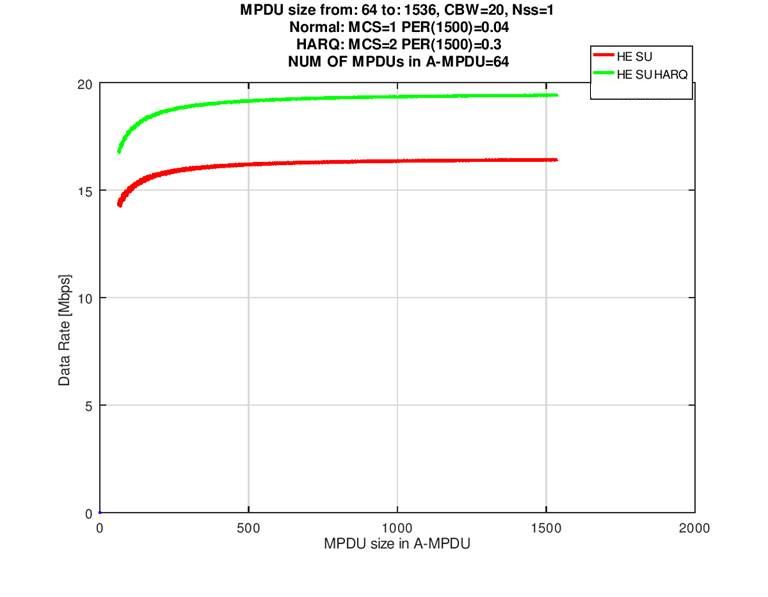 MPDU size from: 64 to: 1536, CBW=20, Nss=1
Normal: MCS=1 PER(1500)=0.04
HARQ: MCS=2 PER(1500)=0.3
NUM OF MPDUs in A-MPDU=64
HE SU
HE SU HARQ
20
15
10
5
0
Data Rate [Mbps]
0 500 1000 1500 2000
MPDU size in A-MPDU